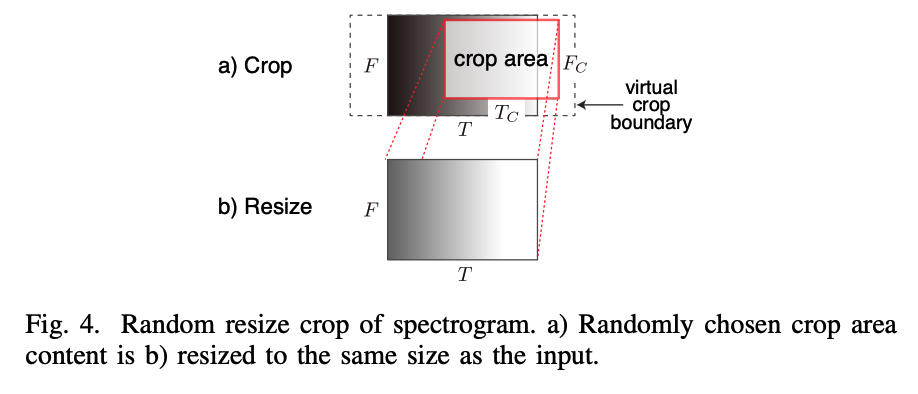 a) Crop
F
crop area
F_C
T_C
T
virtual
crop
boundary
b) Resize
F
T
Fig. 4. Random resize crop of spectrogram. a) Randomly chosen crop area
content is b) resized to the same size as the input.